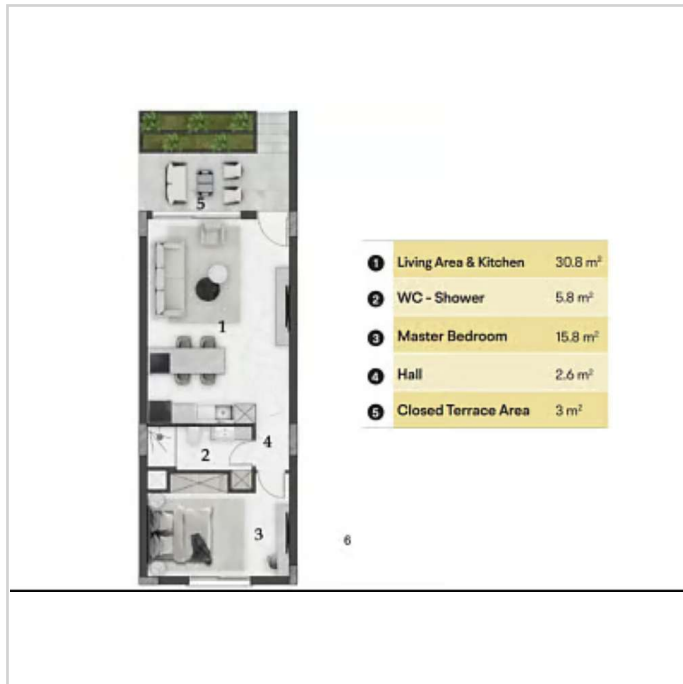 5
1
4
2
3
6
1 Living Area & Kitchen 30.8 m²
2 WC - Shower 5.8 m²
3 Master Bedroom 15.8 m²
4 Hall 2.6 m²
5 Closed Terrace Area 3 m²